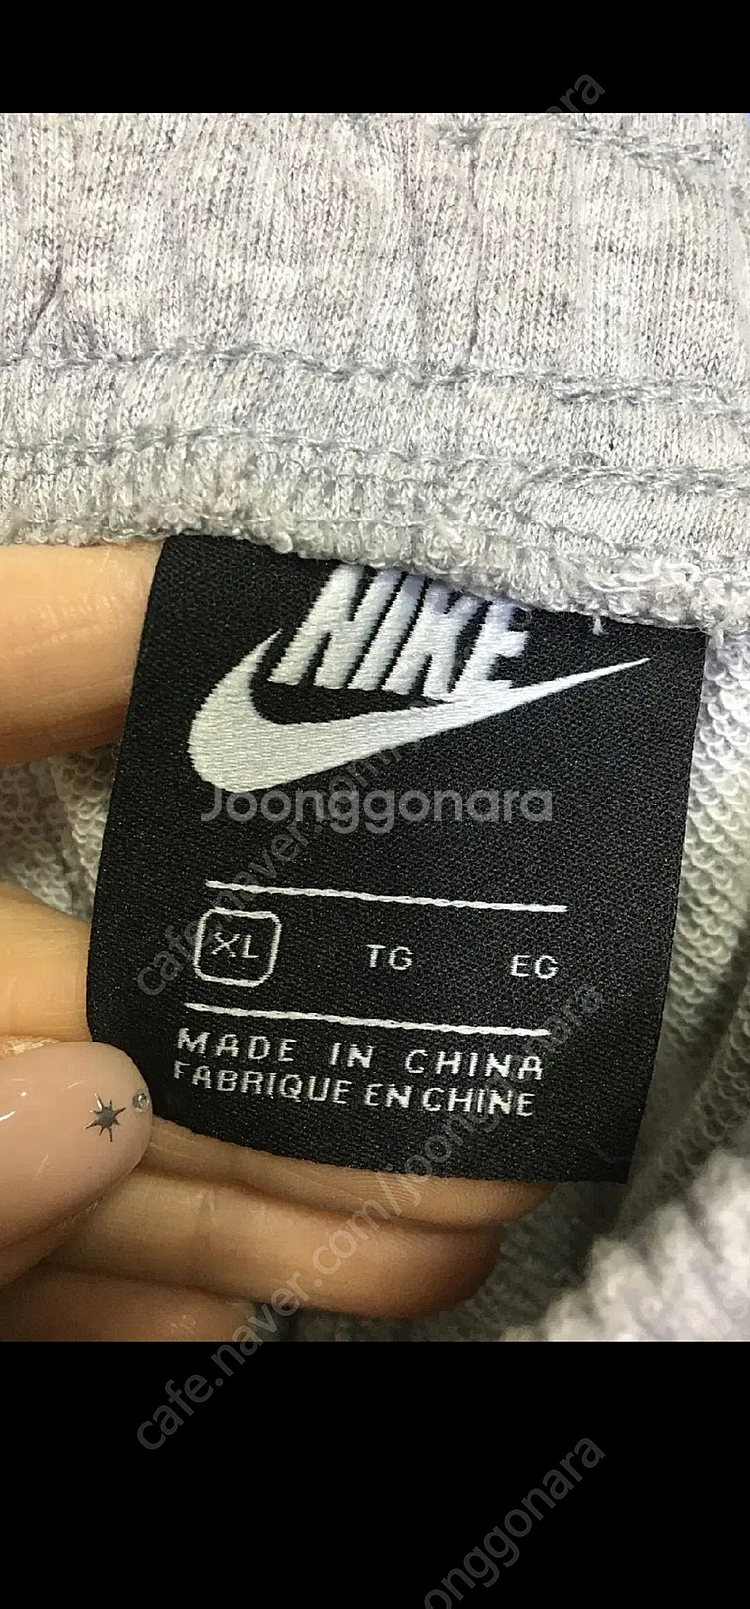 NIKE
Joonggonara
XL TG EG
MADE IN CHINA
FABRIQUE EN CHINE
cafe.naver.com/joonggonara